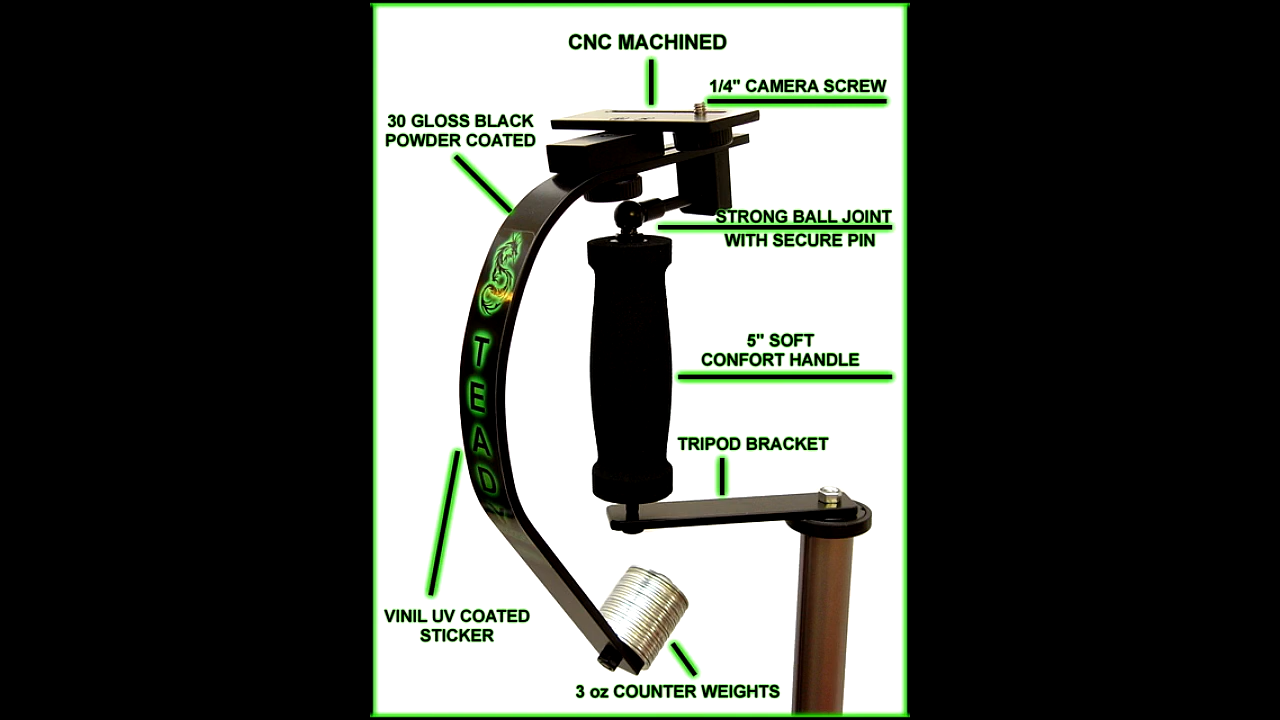 CNC MACHINED
1/4" CAMERA SCREW
30 GLOSS BLACK
POWDER COATED
STRONG BALL JOINT
WITH SECURE PIN
TEADY
5" SOFT
CONFORT HANDLE
TRIPOD BRACKET
VINIL UV COATED
STICKER
3 oz COUNTER WEIGHTS